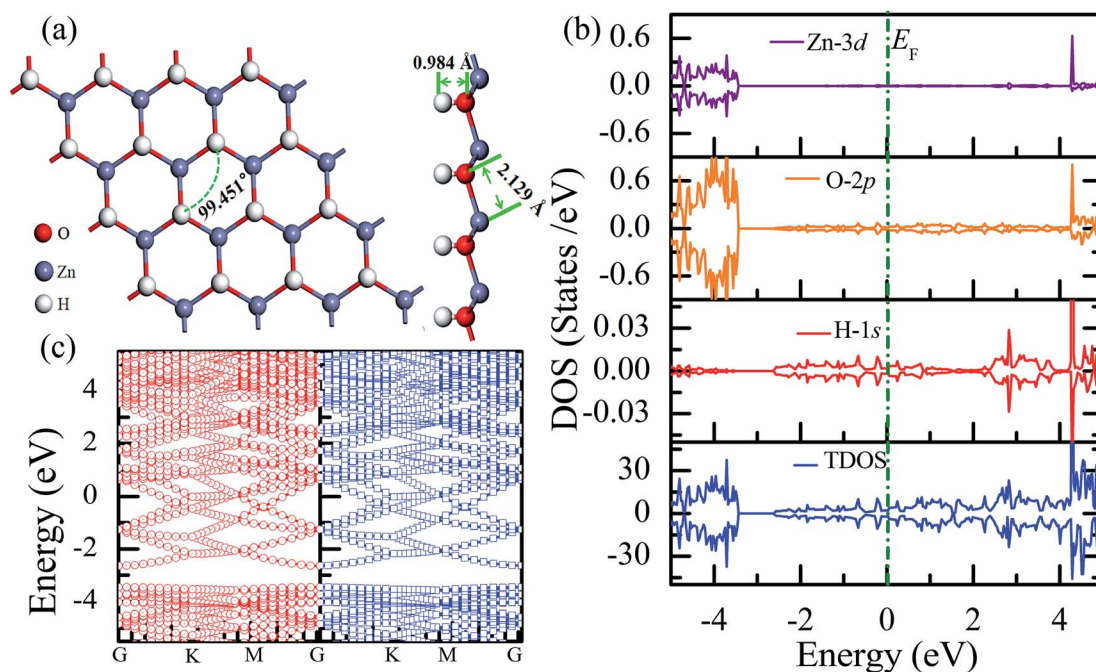 (a)
0.984 Å
2.129 Å
99.451°
O
Zn
H
(b)
DOS (States /eV)
Zn-3d
E_F
0.6
0.0
-0.6
O-2p
0.6
0.0
-0.6
H-1s
0.03
0.00
-0.03
TDOS
30
0
-30
-4 -2 0 2 4
Energy (eV)
(c)
Energy (eV)
4
2
0
-2
-4
G K M G K M G